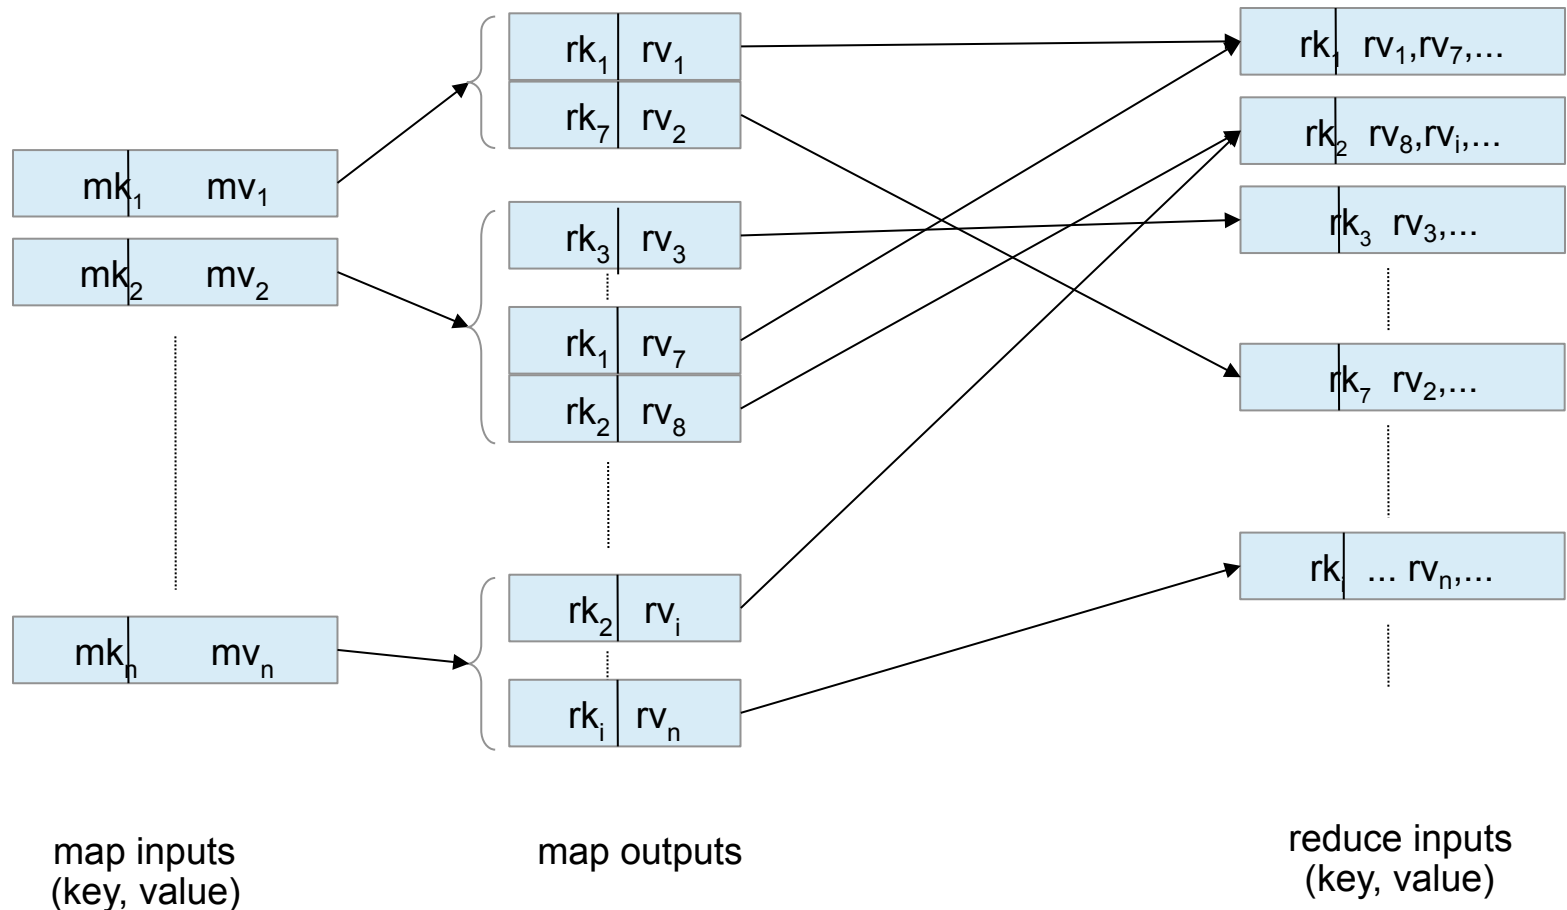 mk₁ mv₁
mk₂ mv₂
mkₙ mvₙ
map inputs
(key, value)
rk₁ rv₁
rk₇ rv₂
rk₃ rv₃
rk₁ rv₇
rk₂ rv₈
rk₂ rvᵢ
rkᵢ rvₙ
map outputs
rk₁ rv₁,rv₇,...
rk₂ rv₈,rvᵢ,...
rk₃ rv₃,...
rk₇ rv₂,...
rkᵢ ... rvₙ,...
reduce inputs
(key, value)